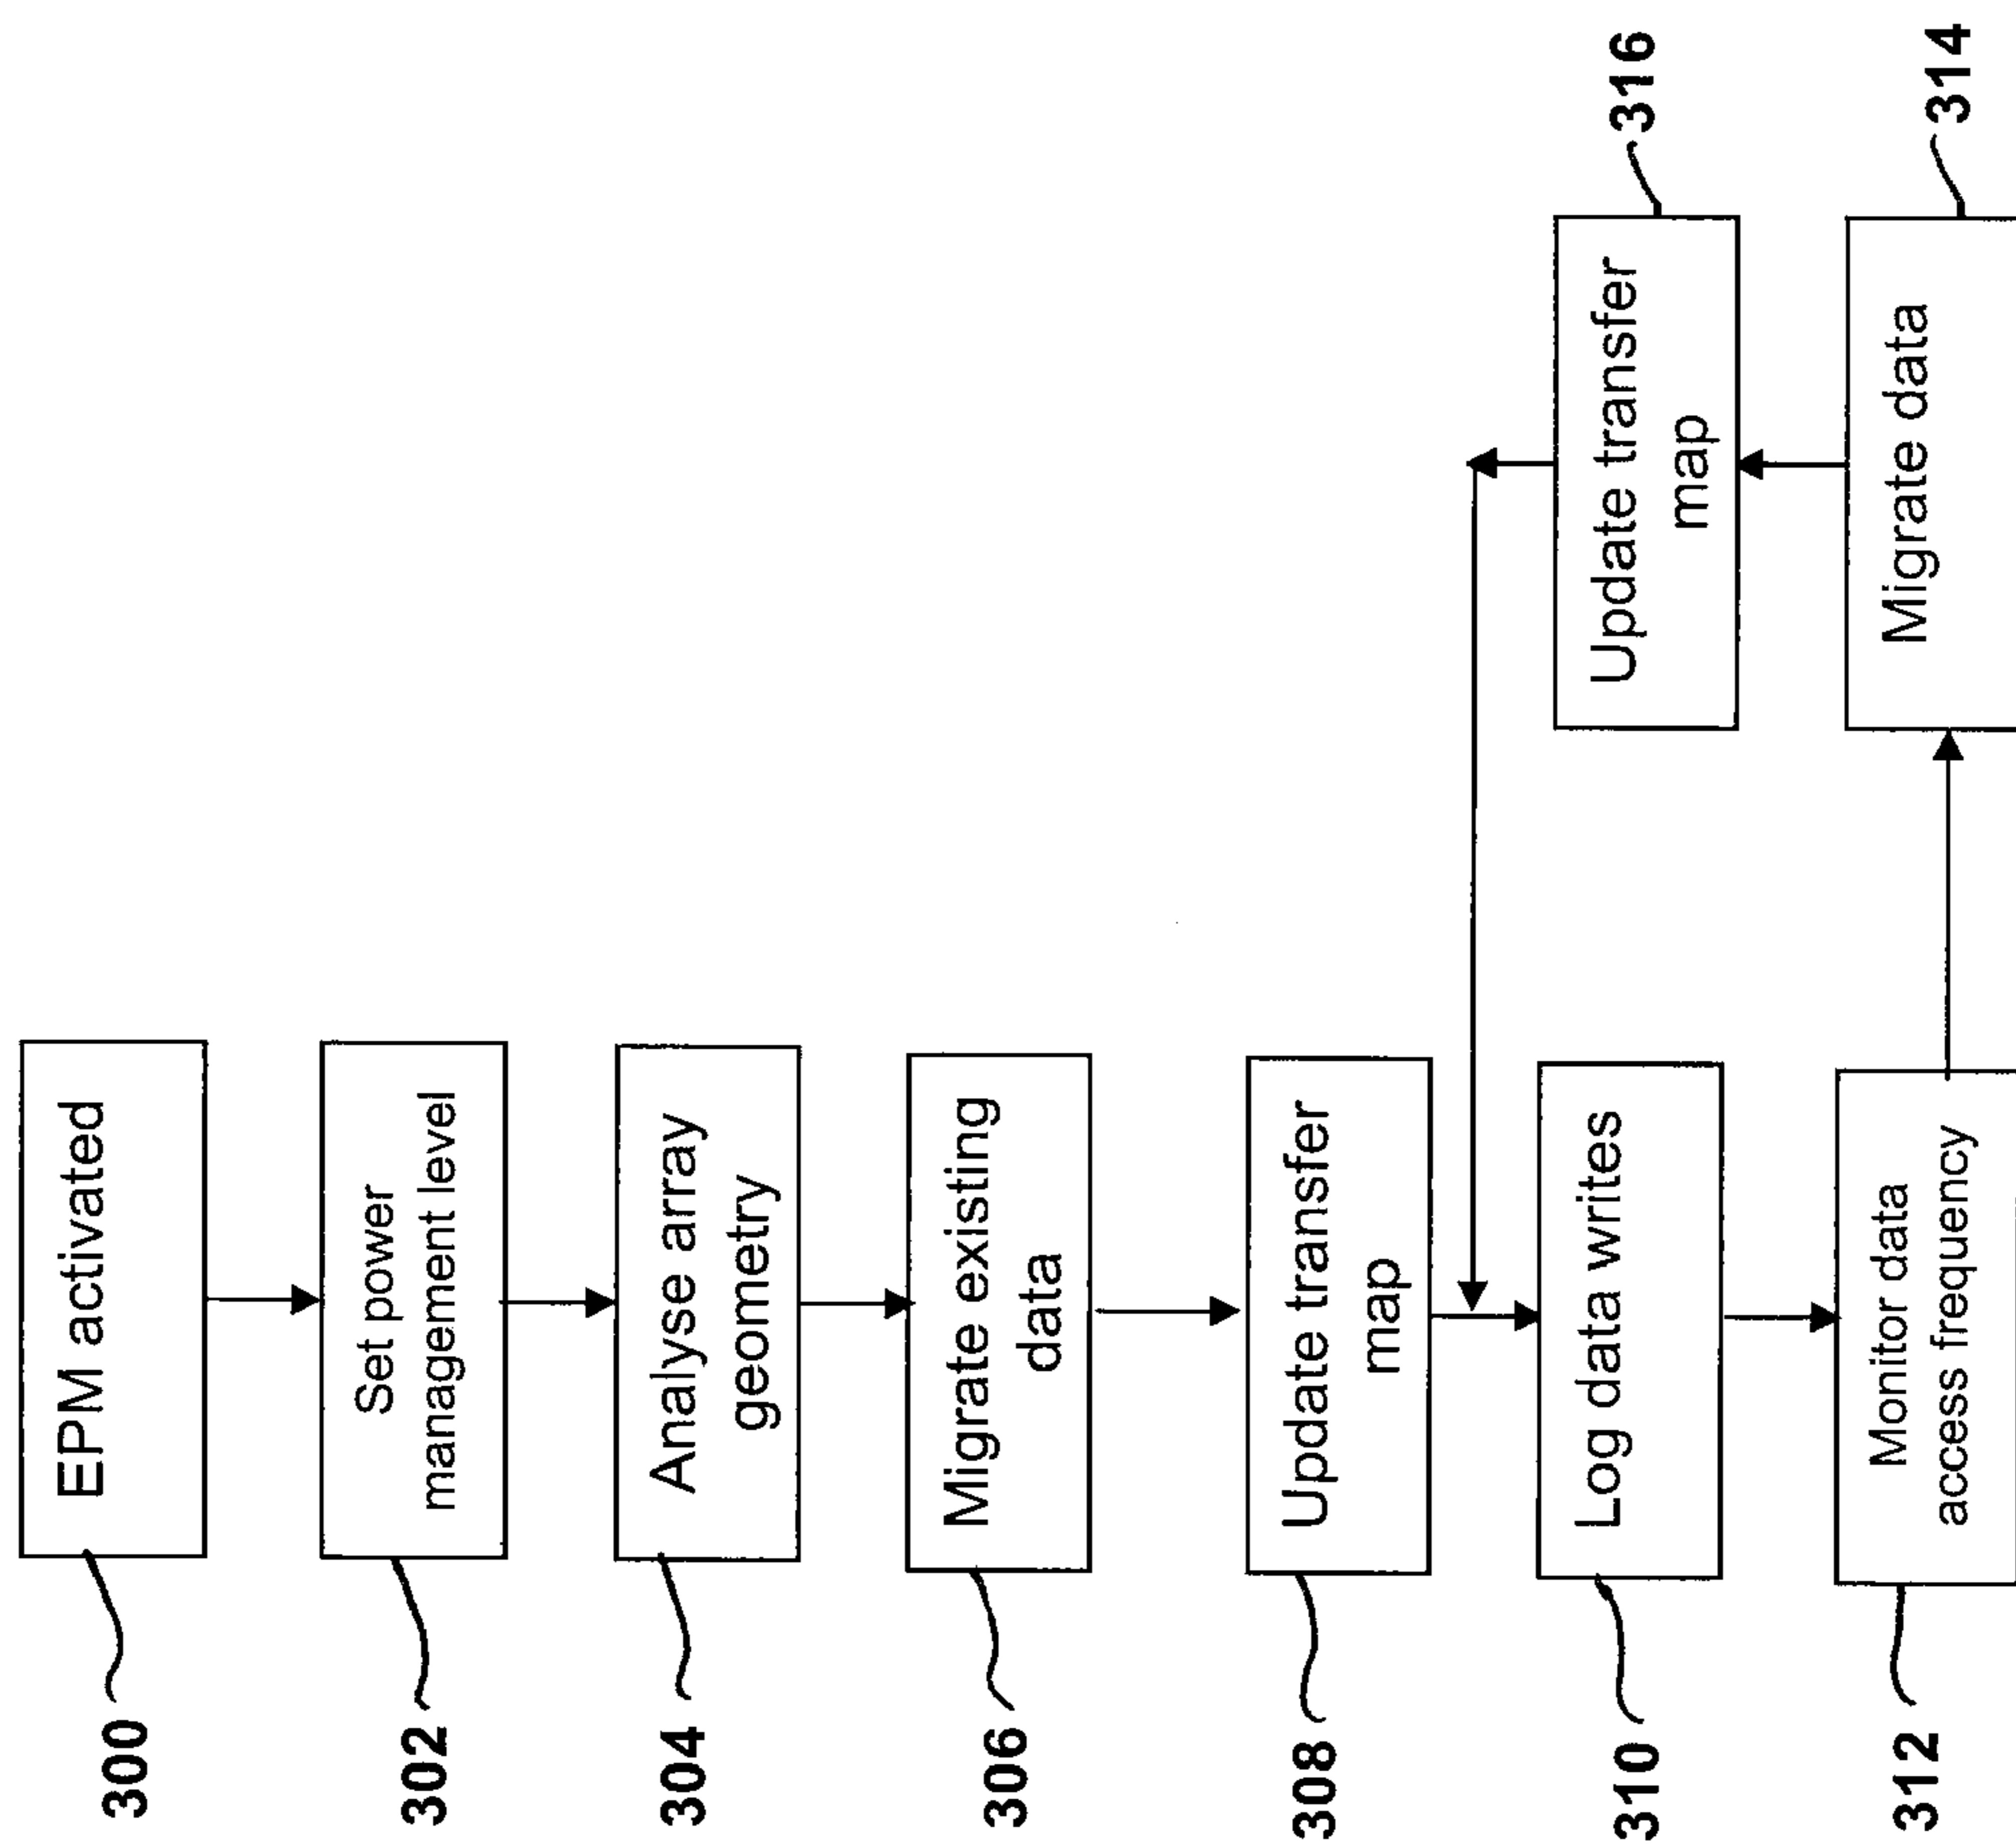 300
EPM activated
302
Set power
management level
304
Analyse array
geometry
306
Migrate existing
data
308
Update transfer
map
310
Log data writes
312
Monitor data
access frequency
314
Migrate data
316
Update transfer
map